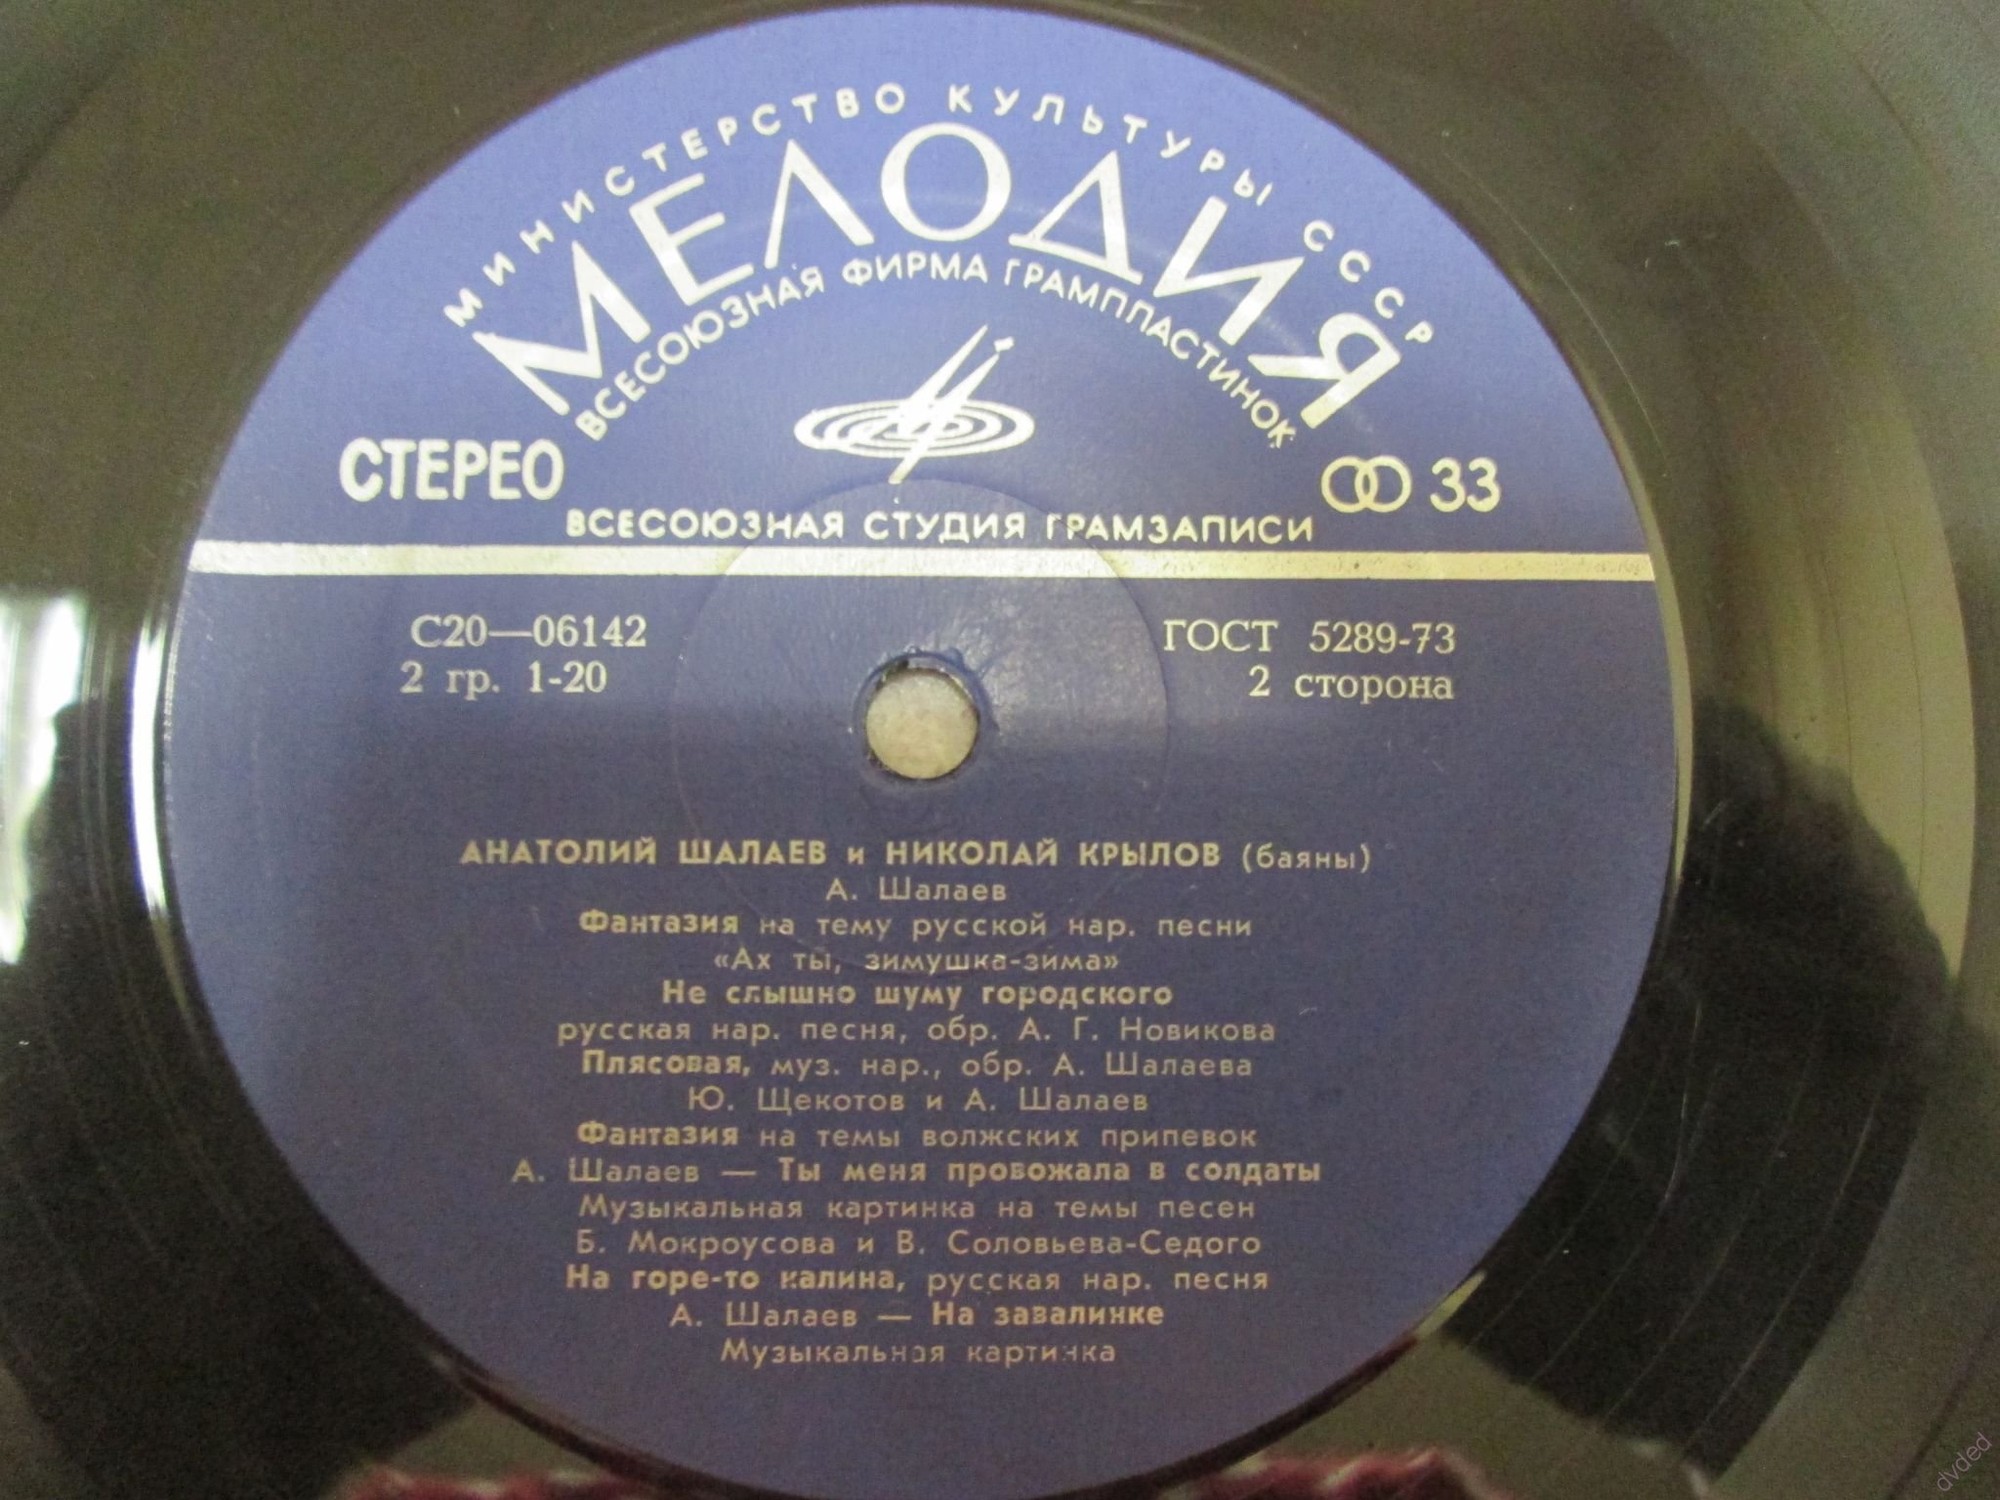 МИНИСТЕРСТВО КУЛЬТУРЫ СССР
МЕЛОДИЯ
ВСЕСОЮЗНАЯ ФИРМА ГРАМПЛАСТИНОК
СТЕРЕО
33
ВСЕСОЮЗНАЯ СТУДИЯ ГРАМЗАПИСИ
С20—06142
ГОСТ 5289-73
2 гр. 1-20
2 сторона
АНАТОЛИЙ ШАЛАЕВ и НИКОЛАЙ КРЫЛОВ (баяны)
А. Шалаев
Фантазия на тему русской нар. песни
«Ах ты, зимушка-зима»
Не слышно шуму городского
русская нар. песня, обр. А. Г. Новикова
Плясовая, муз. нар., обр. А. Шалаева
Ю. Щекотов и А. Шалаев
Фантазия на темы волжских припевок
А. Шалаев — Ты меня провожала в солдаты
Музыкальная картинка на темы песен
Б. Мокроусова и В. Соловьева-Седого
На горе-то калина, русская нар. песня
А. Шалаев — На завалинке
Музыкальная картинка
dvded